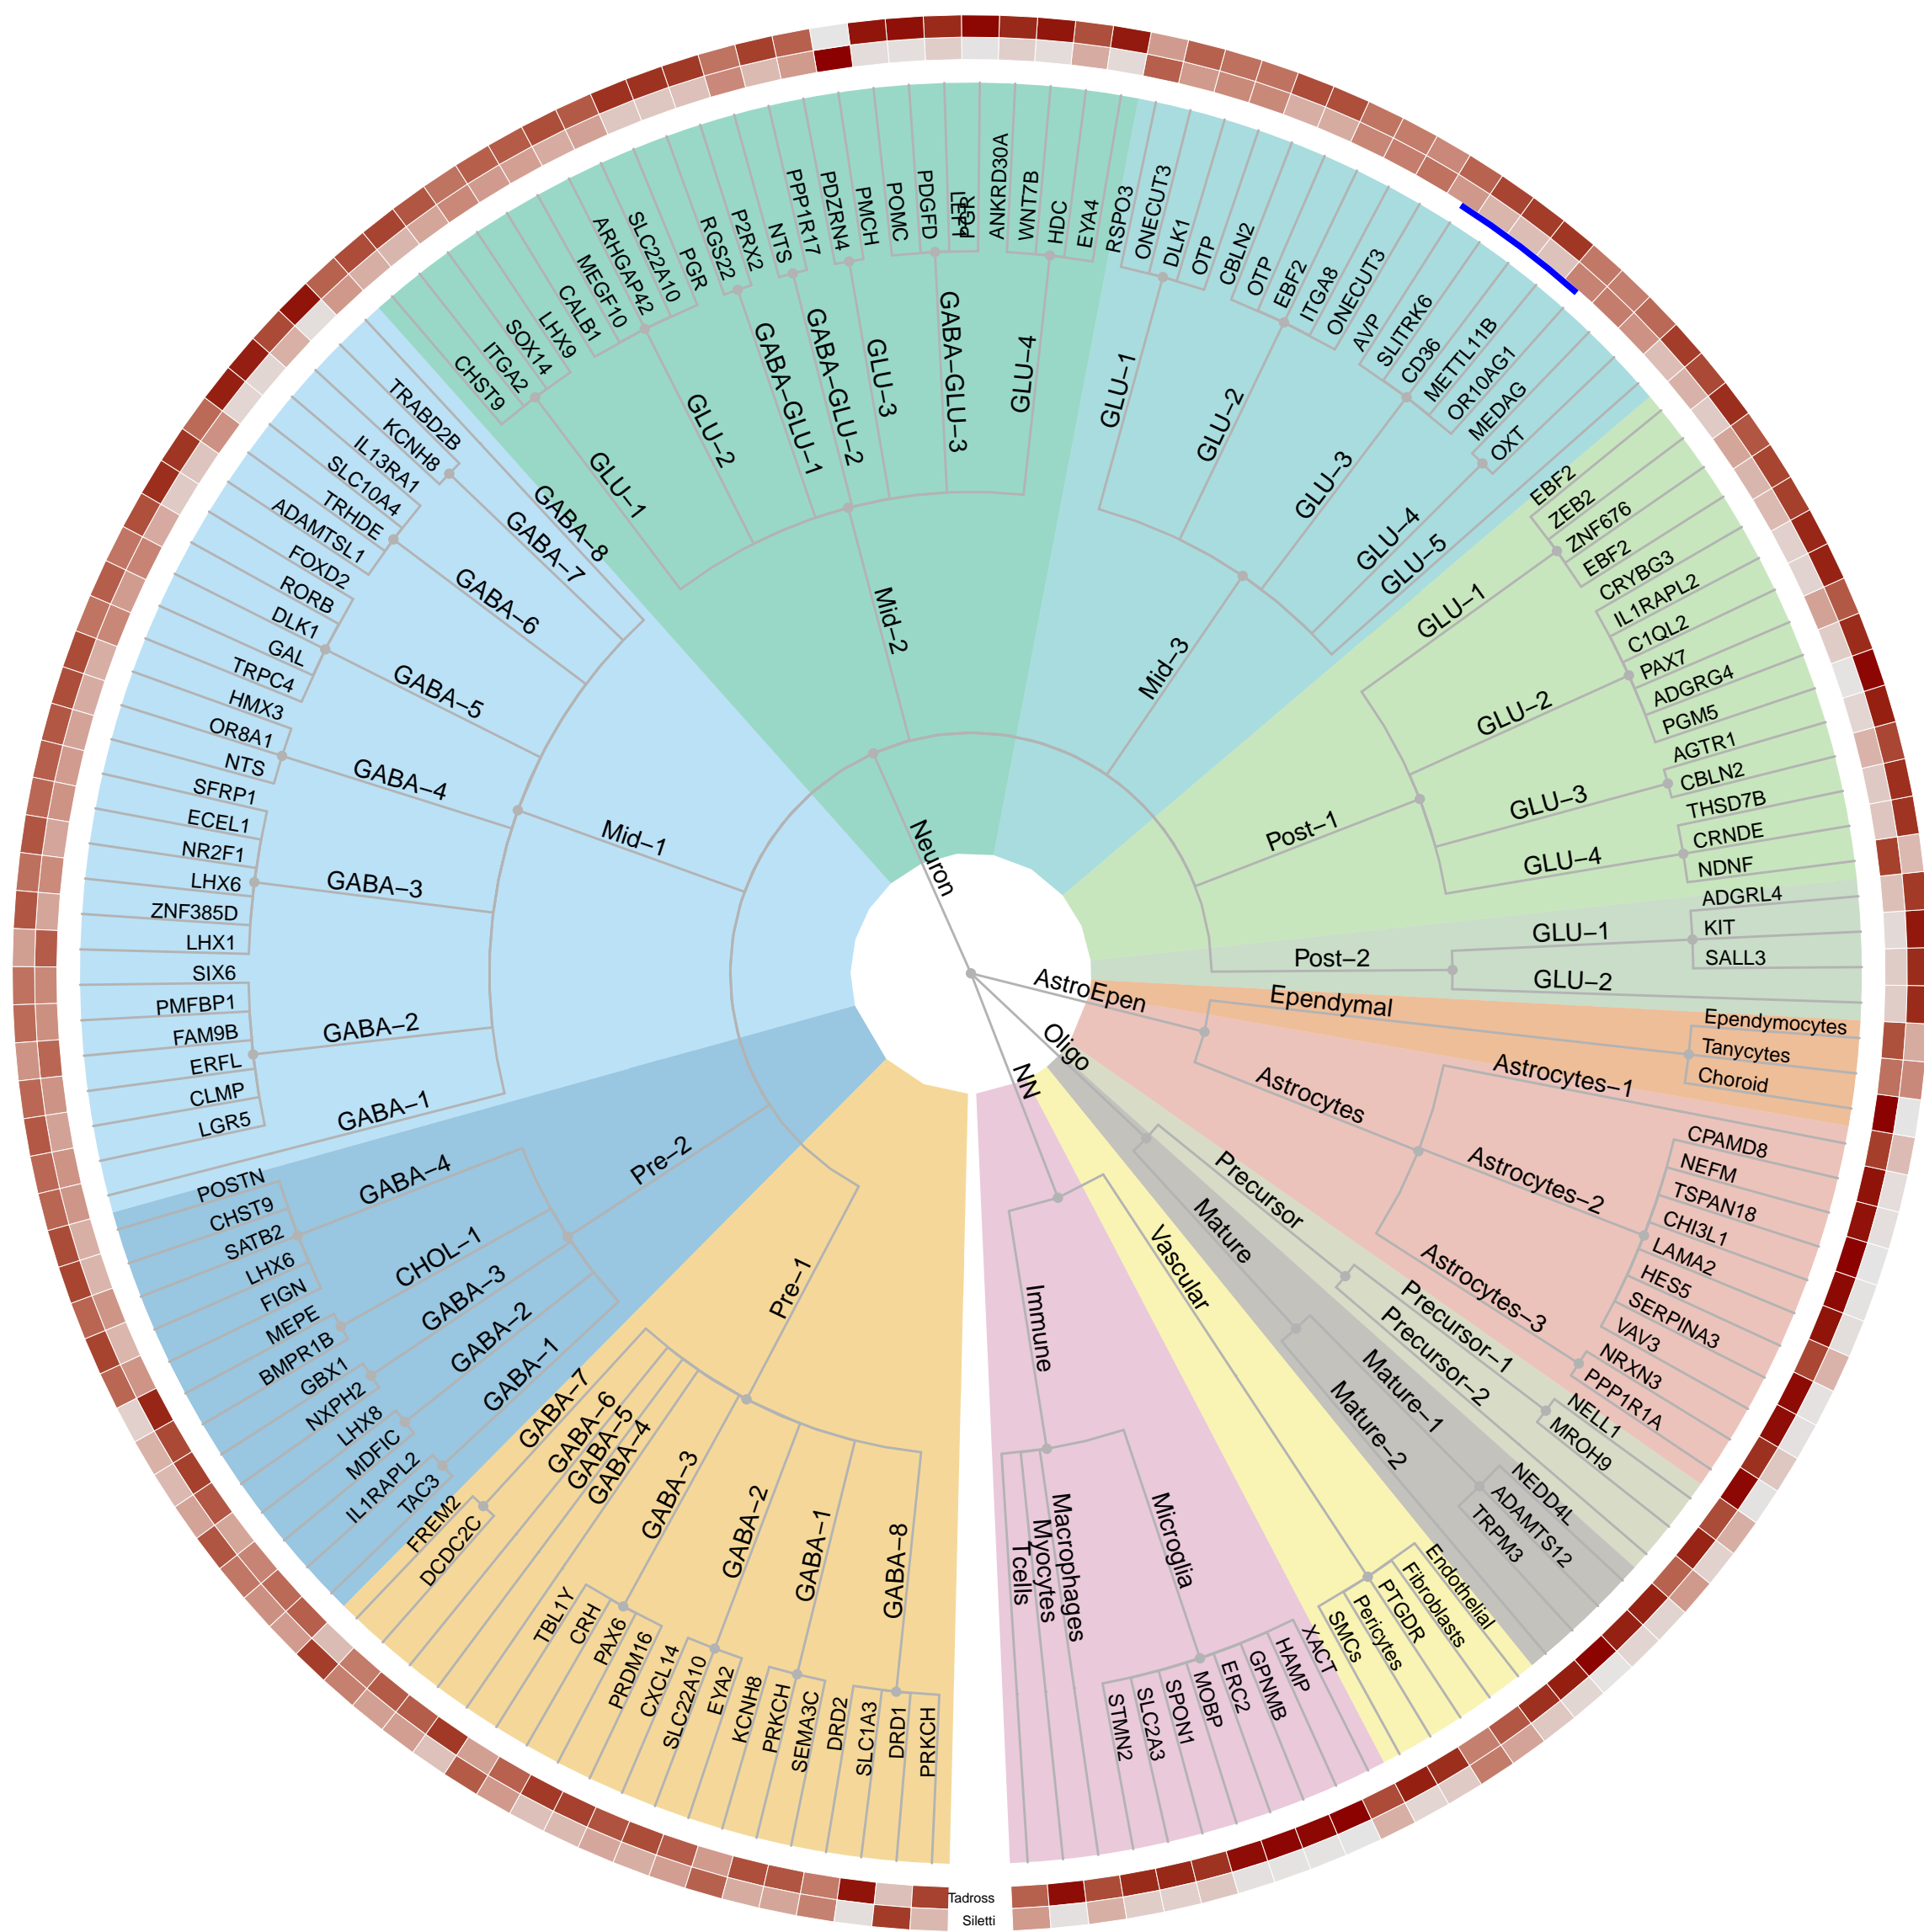 Neuron
AstroEpen
Oligo
NN
Mid–2
GLU–1
CHST9
ITGA2
SOX14
LHX9
GLU–2
CALB1
MEGF10
ARHGAP42
SLC22A10
PGR
GABA–GLU–1
RGS22
P2RX2
GABA–GLU–2
NTS
PPP1R17
GLU–3
PDZRN4
PMCH
GABA–GLU–3
POMC
PDGFD
LEF1
PGR
GLU–4
ANKRD30A
WNT7B
HDC
EYA4
Mid–3
GLU–1
RSPO3
ONECUT3
DLK1
OTP
GLU–2
CBLN2
OTP
EBF2
ITGA8
ONECUT3
GLU–3
AVP
SLITRK6
CD36
METTL11B
OR10AG1
GLU–4
MEDAG
OXT
GLU–5
Post–1
GLU–1
EBF2
ZEB2
ZNF676
EBF2
GLU–2
CRYBG3
IL1RAPL2
C1QL2
PAX7
ADGRG4
PGM5
GLU–3
AGTR1
CBLN2
GLU–4
THSD7B
CRNDE
NDNF
Post–2
GLU–1
ADGRL4
KIT
SALL3
GLU–2
Ependymal
Ependymocytes
Tanycytes
Choroid
Astrocytes
Astrocytes–1
Astrocytes–2
CPAMD8
NEFM
TSPAN18
CHI3L1
LAMA2
HES5
SERPINA3
VAV3
Astrocytes–3
NRXN3
PPP1R1A
Precursor
Precursor–1
NELL1
MROH9
Precursor–2
Mature
Mature–1
NEDD4L
ADAMTS12
TRPM3
Mature–2
Vascular
Endothelial
Fibroblasts
PTGDR
Pericytes
SMCs
Immune
Microglia
XACT
HAMP
GPNMB
ERC2
MOBP
SPON1
SLC2A3
STMN2
Macrophages
Myocytes
Tcells
Mid–1
GABA–8
GABA–7
TRABD2B
KCNH8
GABA–6
IL13RA1
SLC10A4
TRHDE
ADAMTSL1
GABA–5
FOXD2
RORB
DLK1
GAL
TRPC4
GABA–4
HMX3
OR8A1
NTS
GABA–3
SFRP1
ECEL1
NR2F1
LHX6
ZNF385D
LHX1
GABA–2
SIX6
PMFBP1
FAM9B
ERFL
CLMP
LGR5
GABA–1
Pre–2
GABA–4
POSTN
CHST9
SATB2
LHX6
FIGN
CHOL–1
MEPE
BMPR1B
GABA–3
GBX1
NXPH2
GABA–2
LHX8
MDFIC
GABA–1
IL1RAPL2
TAC3
Pre–1
GABA–7
FREM2
DCDC2C
GABA–6
GABA–5
GABA–4
GABA–3
TBL1Y
CRH
PAX6
PRDM16
GABA–2
CXCL14
SLC22A10
EYA2
GABA–1
KCNH8
PRKCH
SEMA3C
GABA–8
DRD2
SLC1A3
DRD1
PRKCH
Tadross
Siletti